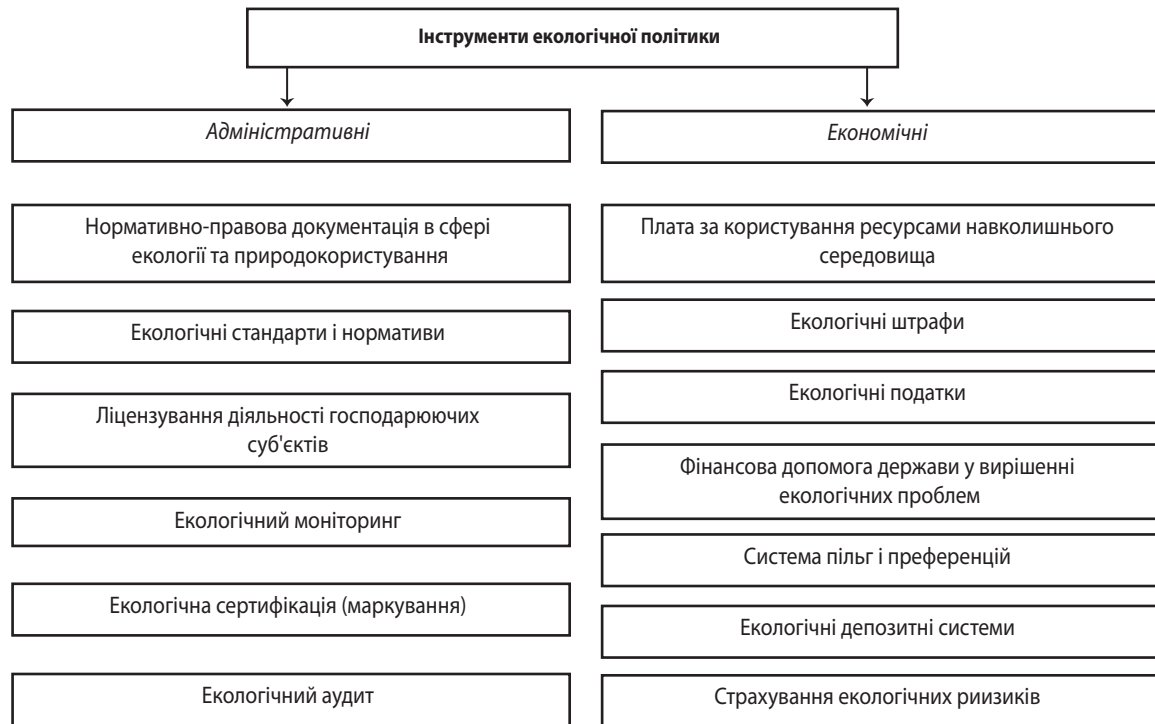 Інструменти екологічної політики
Адміністративні
Нормативно-правова документація в сфері
екології та природокористування
Екологічні стандарти і нормативи
Ліцензування діяльності господарюючих
суб'єктів
Екологічний моніторинг
Екологічна сертифікація (маркування)
Екологічний аудит
Економічні
Плата за користування ресурсами навколишнього
середовища
Екологічні штрафи
Екологічні податки
Фінансова допомога держави у вирішенні
екологічних проблем
Система пільг і преференцій
Екологічні депозитні системи
Страхування екологічних риизиків